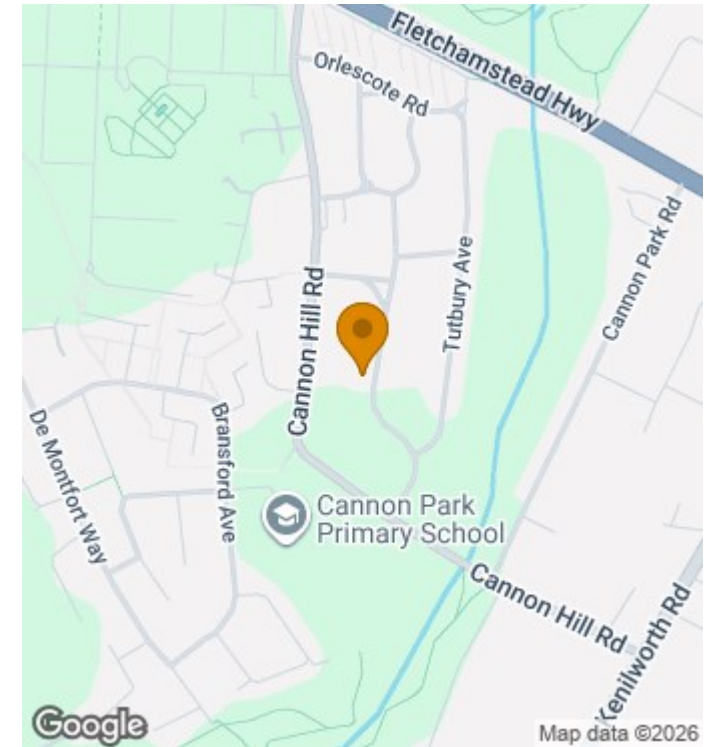 Fletchamstead Hwy
Orlescote Rd
Cannon Park Rd
Tutbury Ave
Cannon Hill Rd
De Montfort Way
Bransford Ave
Cannon Park
Primary School
Cannon Hill Rd
Kenilworth Rd
Google
Map data ©2026